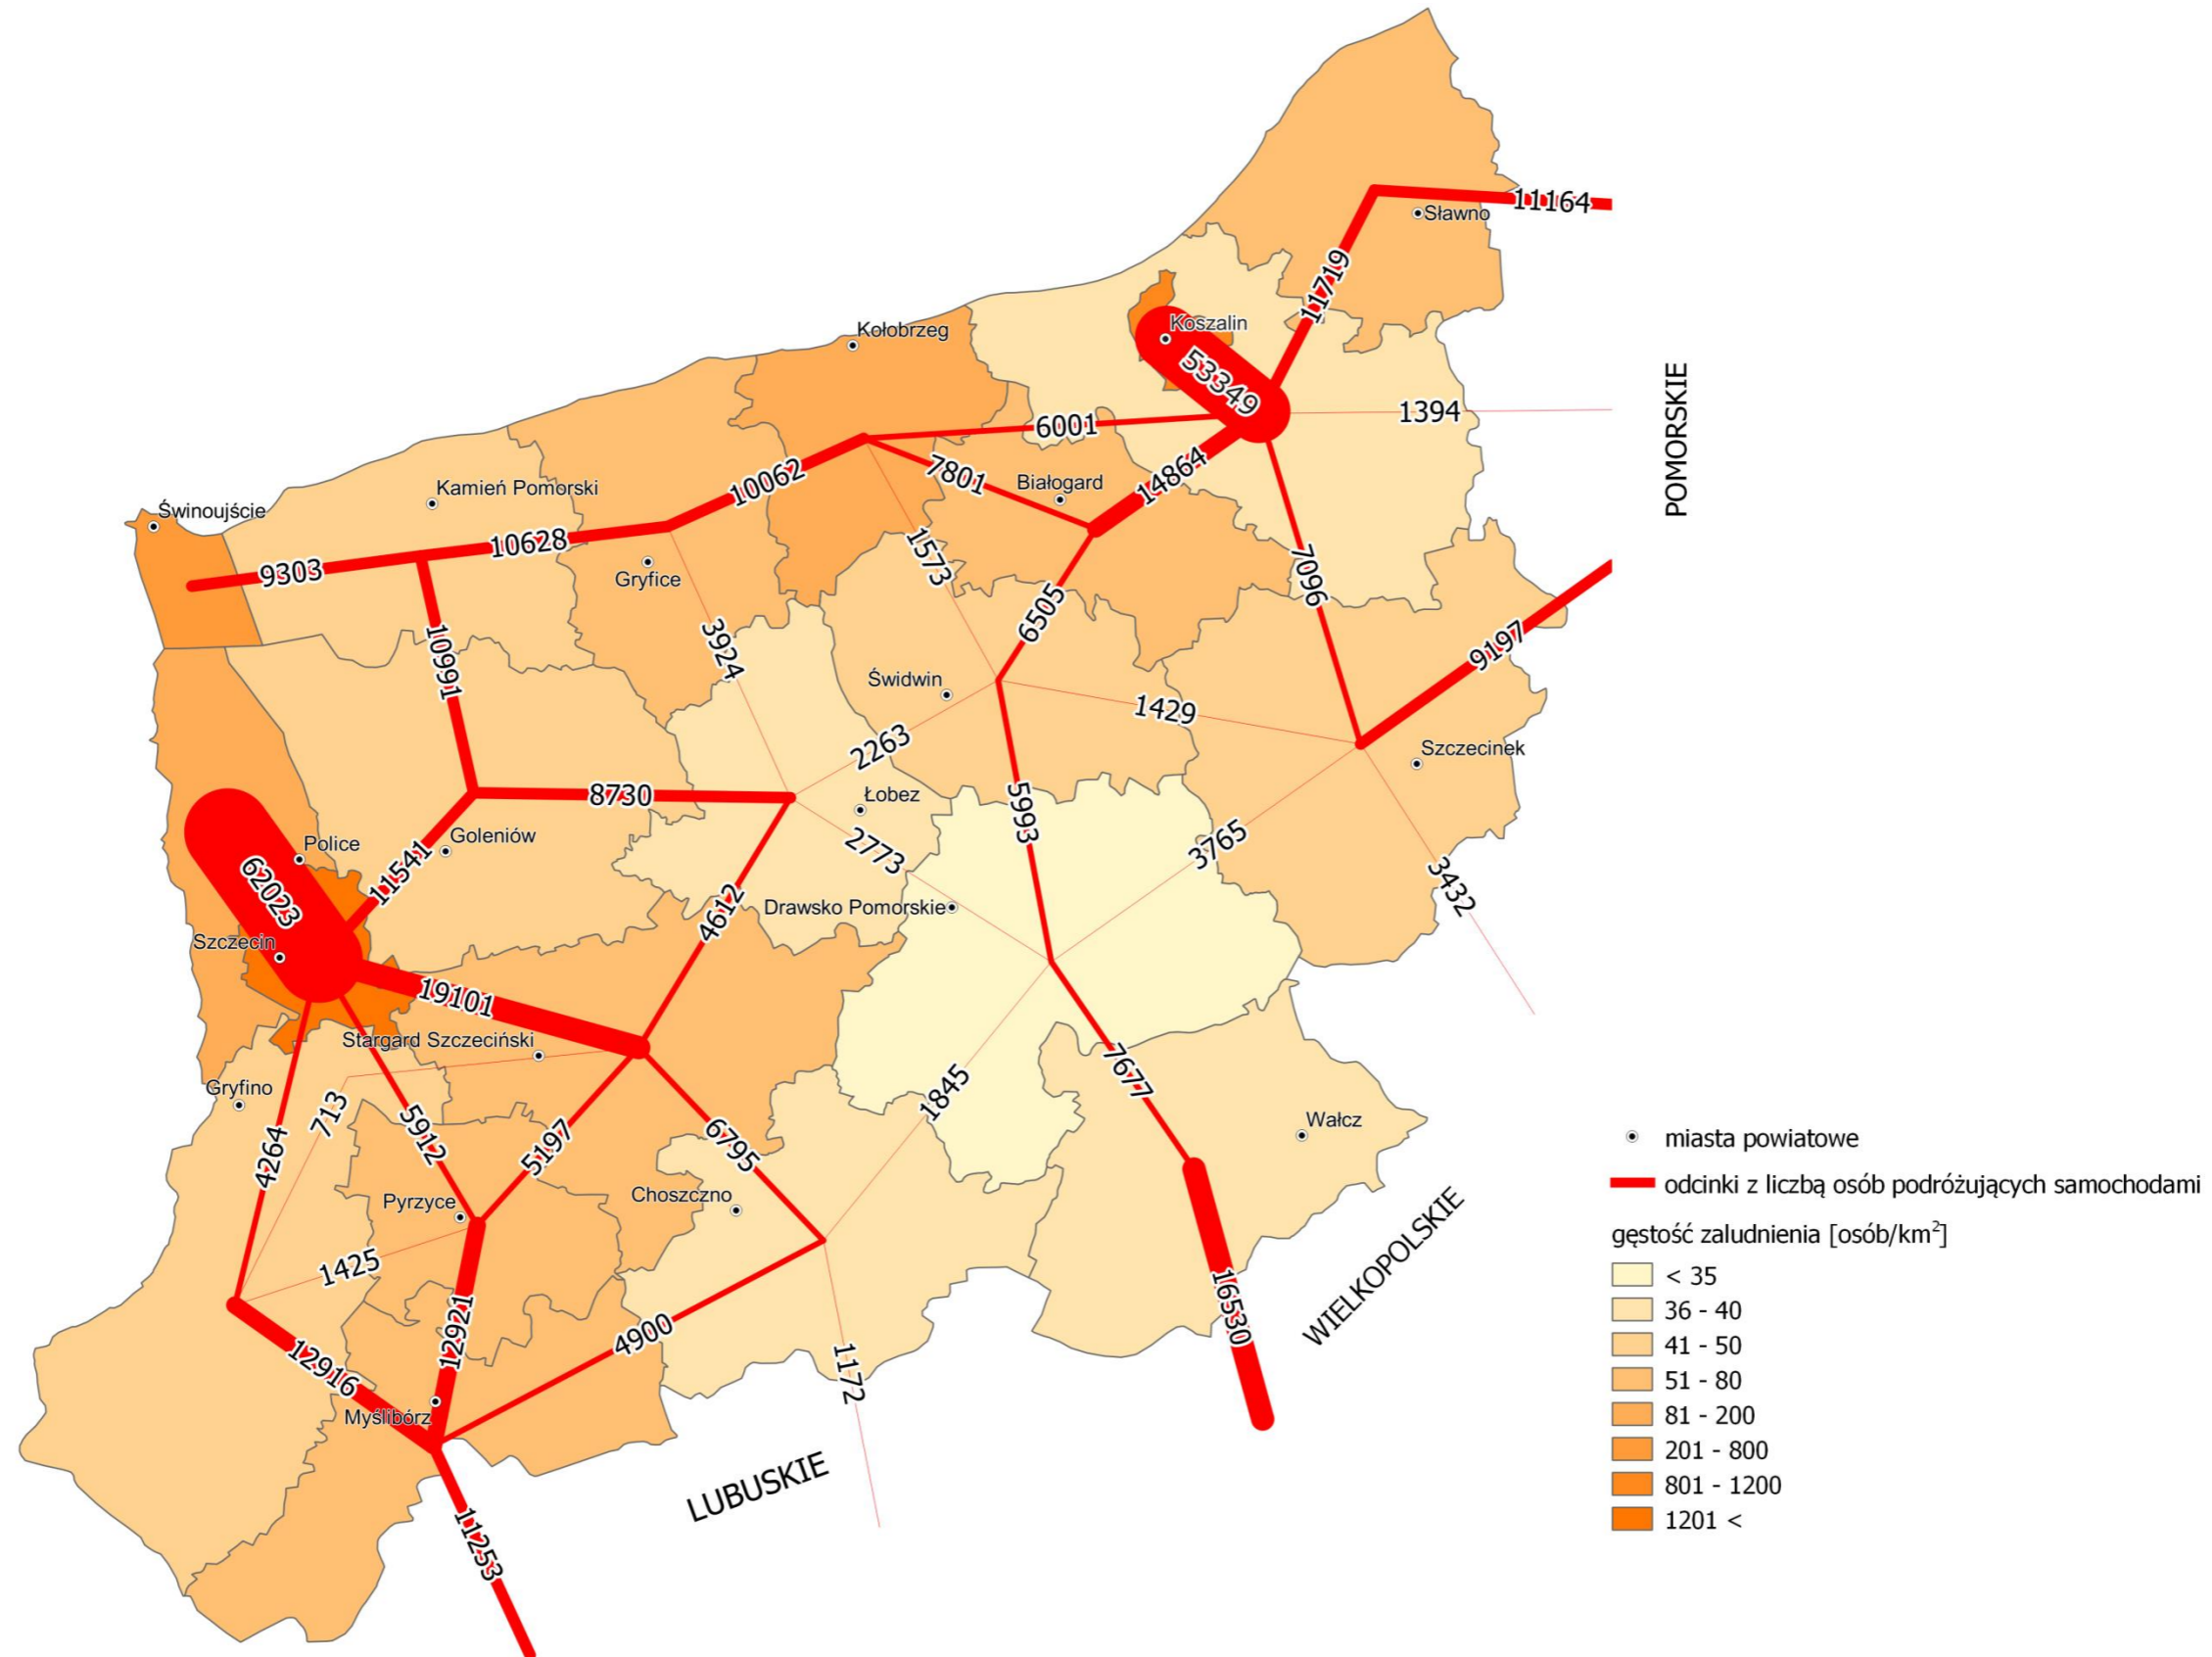 11164
Sławno
11719
Koszalin
Kołobrzeg
53349
1394
POMORSKIE
6001
7801
Białogard
14864
10062
Kamień Pomorski
Świnoujście
10628
9303
Gryfice
1573
7096
6505
3924
10991
9197
Świdwin
1429
2263
Szczecinek
8730
Łobez
5993
Police
Goleniów
2773
3765
11541
62023
3432
4612
Drawsko Pomorskie
Szczecin
19101
Stargard Szczeciński
Gryfino
713
5912
5197
6795
1845
7677
Wałcz
4264
Choszczno
Pyrzyce
1425
12921
4900
16530
WIELKOPOLSKIE
12916
1172
Myślibórz
LUBUSKIE
11253
miasta powiatowe
odcinki z liczbą osób podróżujących samochodami
gęstość zaludnienia [osób/km²]
< 35
36 - 40
41 - 50
51 - 80
81 - 200
201 - 800
801 - 1200
1201 <